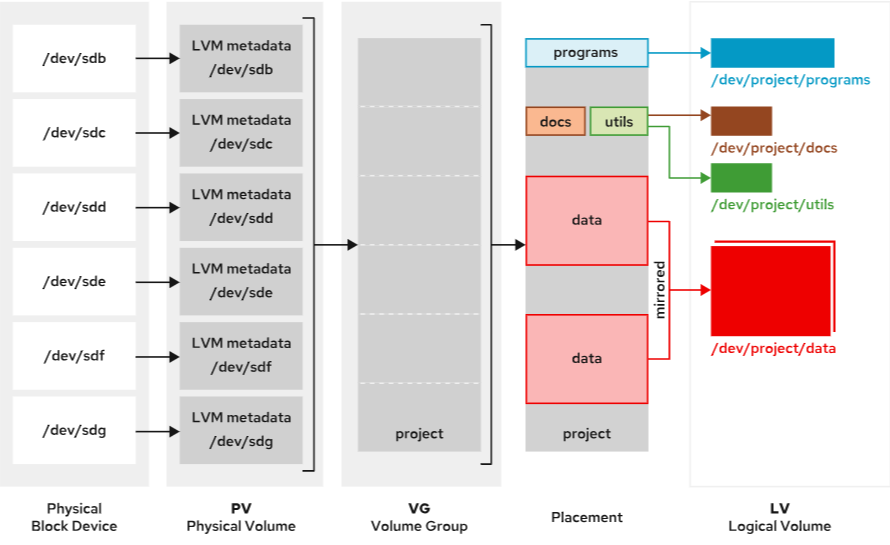 /dev/sdb
/dev/sdc
/dev/sdd
/dev/sde
/dev/sdf
/dev/sdg
Physical
Block Device
LVM metadata
/dev/sdb
LVM metadata
/dev/sdc
LVM metadata
/dev/sdd
LVM metadata
/dev/sde
LVM metadata
/dev/sdf
LVM metadata
/dev/sdg
PV
Physical Volume
project
VG
Volume Group
programs
docs
utils
data
mirrored
data
project
Placement
/dev/project/programs
/dev/project/docs
/dev/project/utils
/dev/project/data
LV
Logical Volume